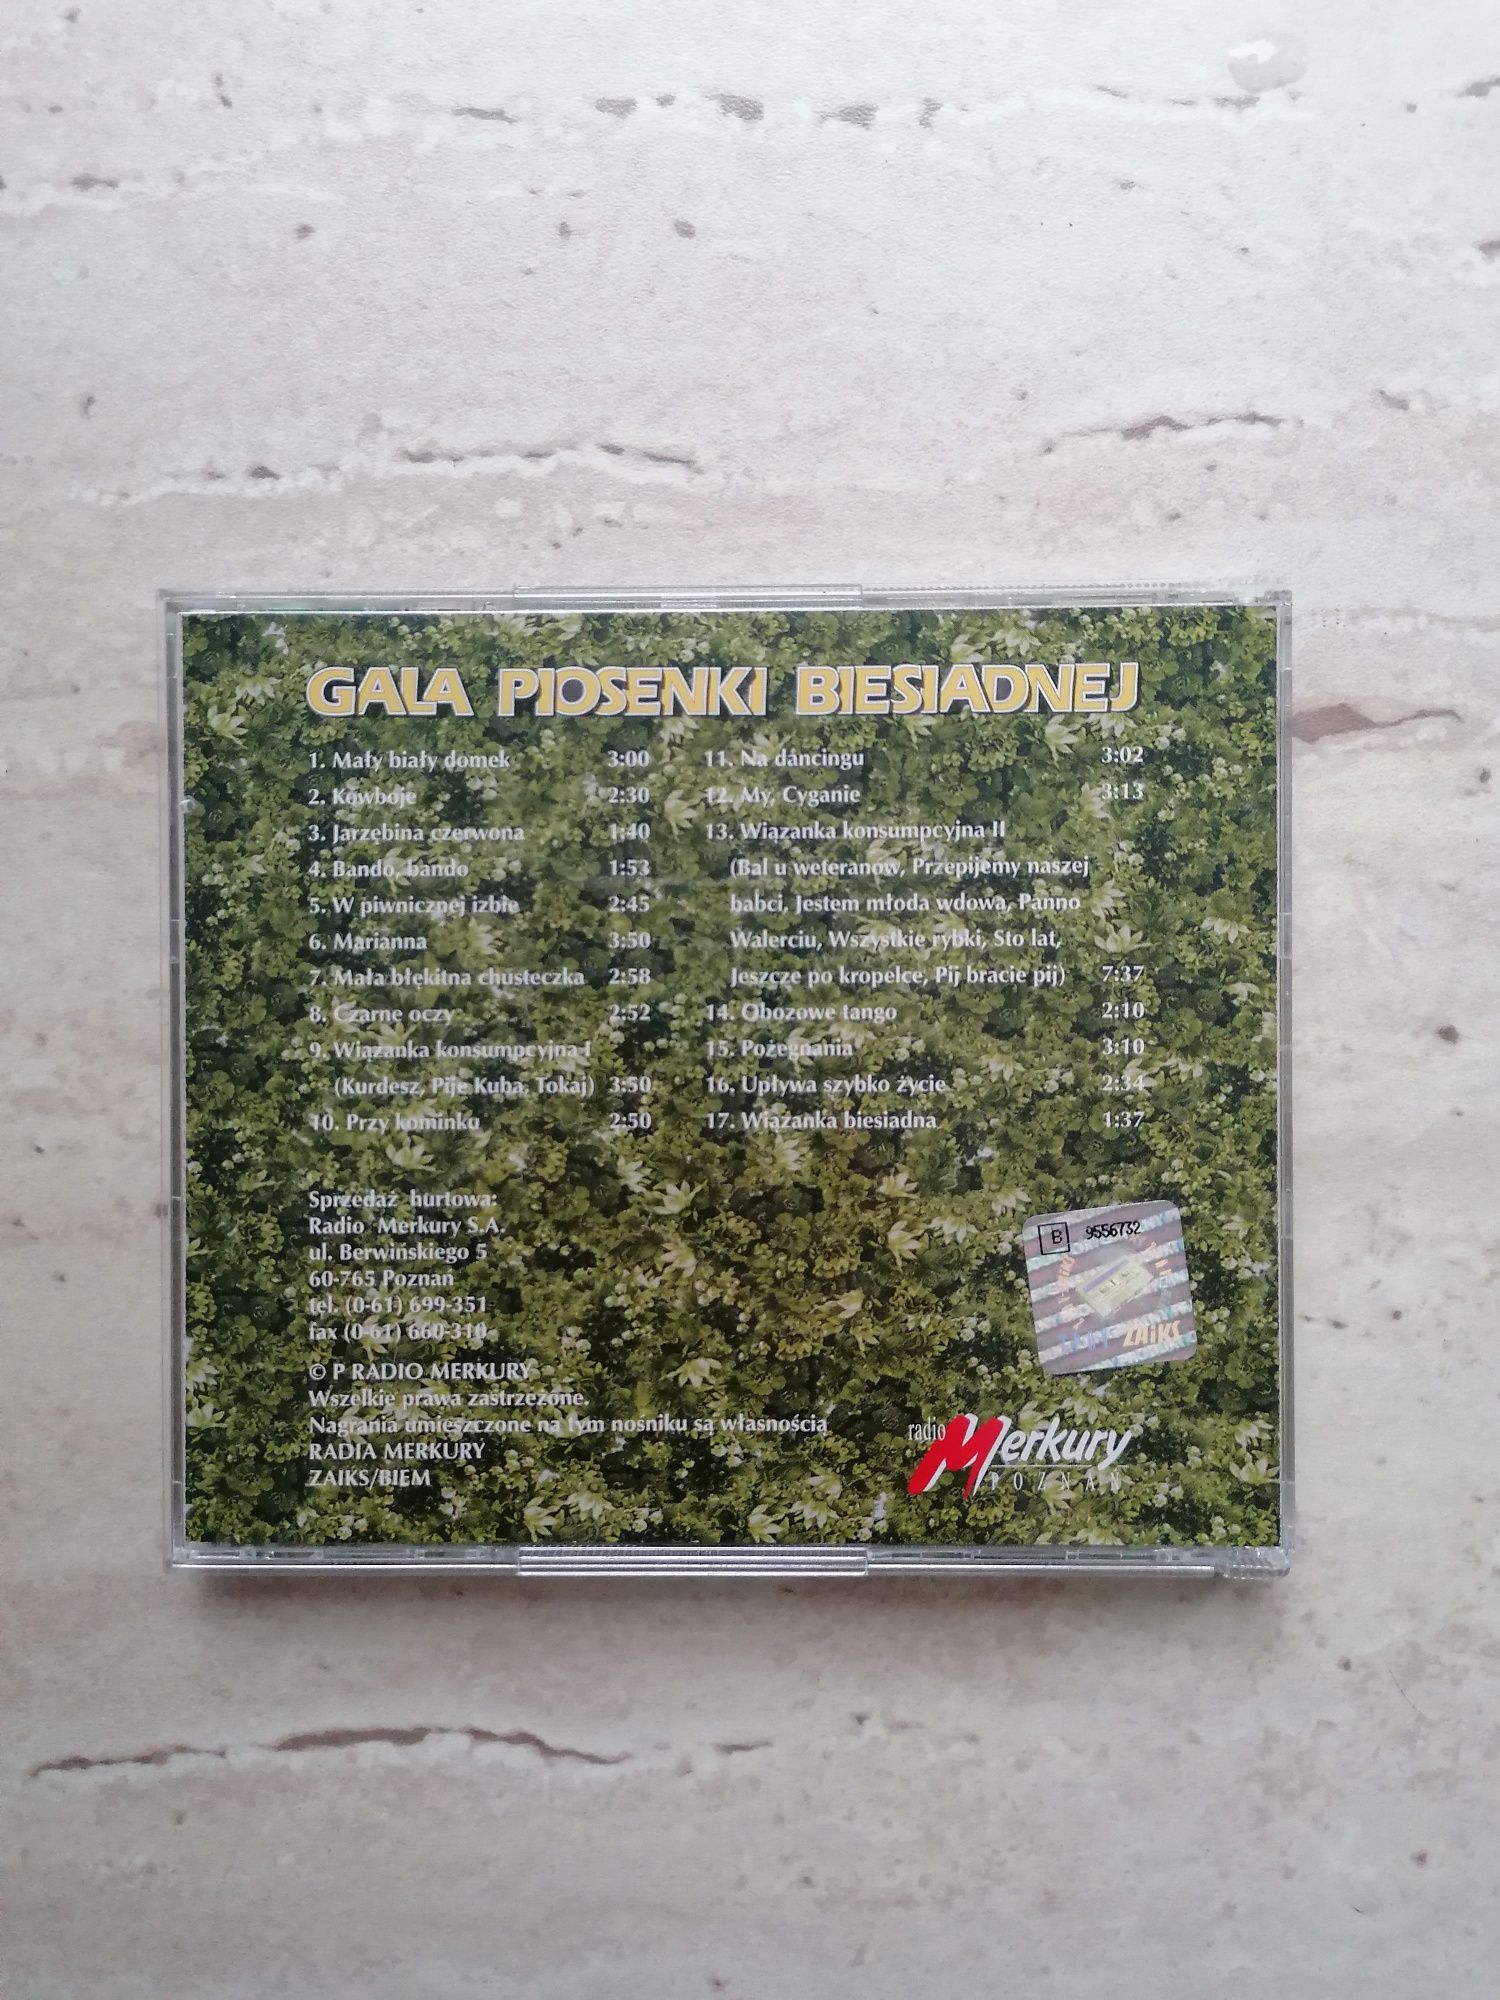 GALA PIOSENKI BIESIADNEJ
1. Mały biały domek 3:00
2. Kowboje 2:30
3. Jarzębina czerwona 1:40
4. Bando, bando 1:53
5. W piwnicznej izbie 2:45
6. Marianna 3:50
7. Mała błękitna chusteczka 2:58
8. Czarne oczy 2:52
9. Wiązanka konsumpcyjna I
(Kurdesz, Pije Kuba, Tokaj) 3:50
10. Przy kominku 2:50
11. Na dancingu 3:02
12. My, Cyganie 3:13
13. Wiązanka konsumpcyjna II
(Bal u weteranów, Przepijemy naszej
babci, Jestem młoda wdowa, Panno
Walerciu, Wszystkie rybki, Sto lat,
Jeszcze po kropelce, Pij bracie pij) 7:37
14. Obozowe tango 2:10
15. Pożegnania 3:10
16. Upływa szybko życie 2:34
17. Wiązanka biesiadna 1:37
Sprzedaż hurtowa:
Radio Merkury S.A.
ul. Berwińskiego 5
60-765 Poznań
tel. (0-61) 699-351
fax (0-61) 660-310
© P RADIO MERKURY
Wszelkie prawa zastrzeżone.
Nagrania umieszczone na tym nośniku są własnością
RADIA MERKURY
ZAIKS/BIEM
B 9556732
ZAiKS
radio Merkury
POZNAŃ